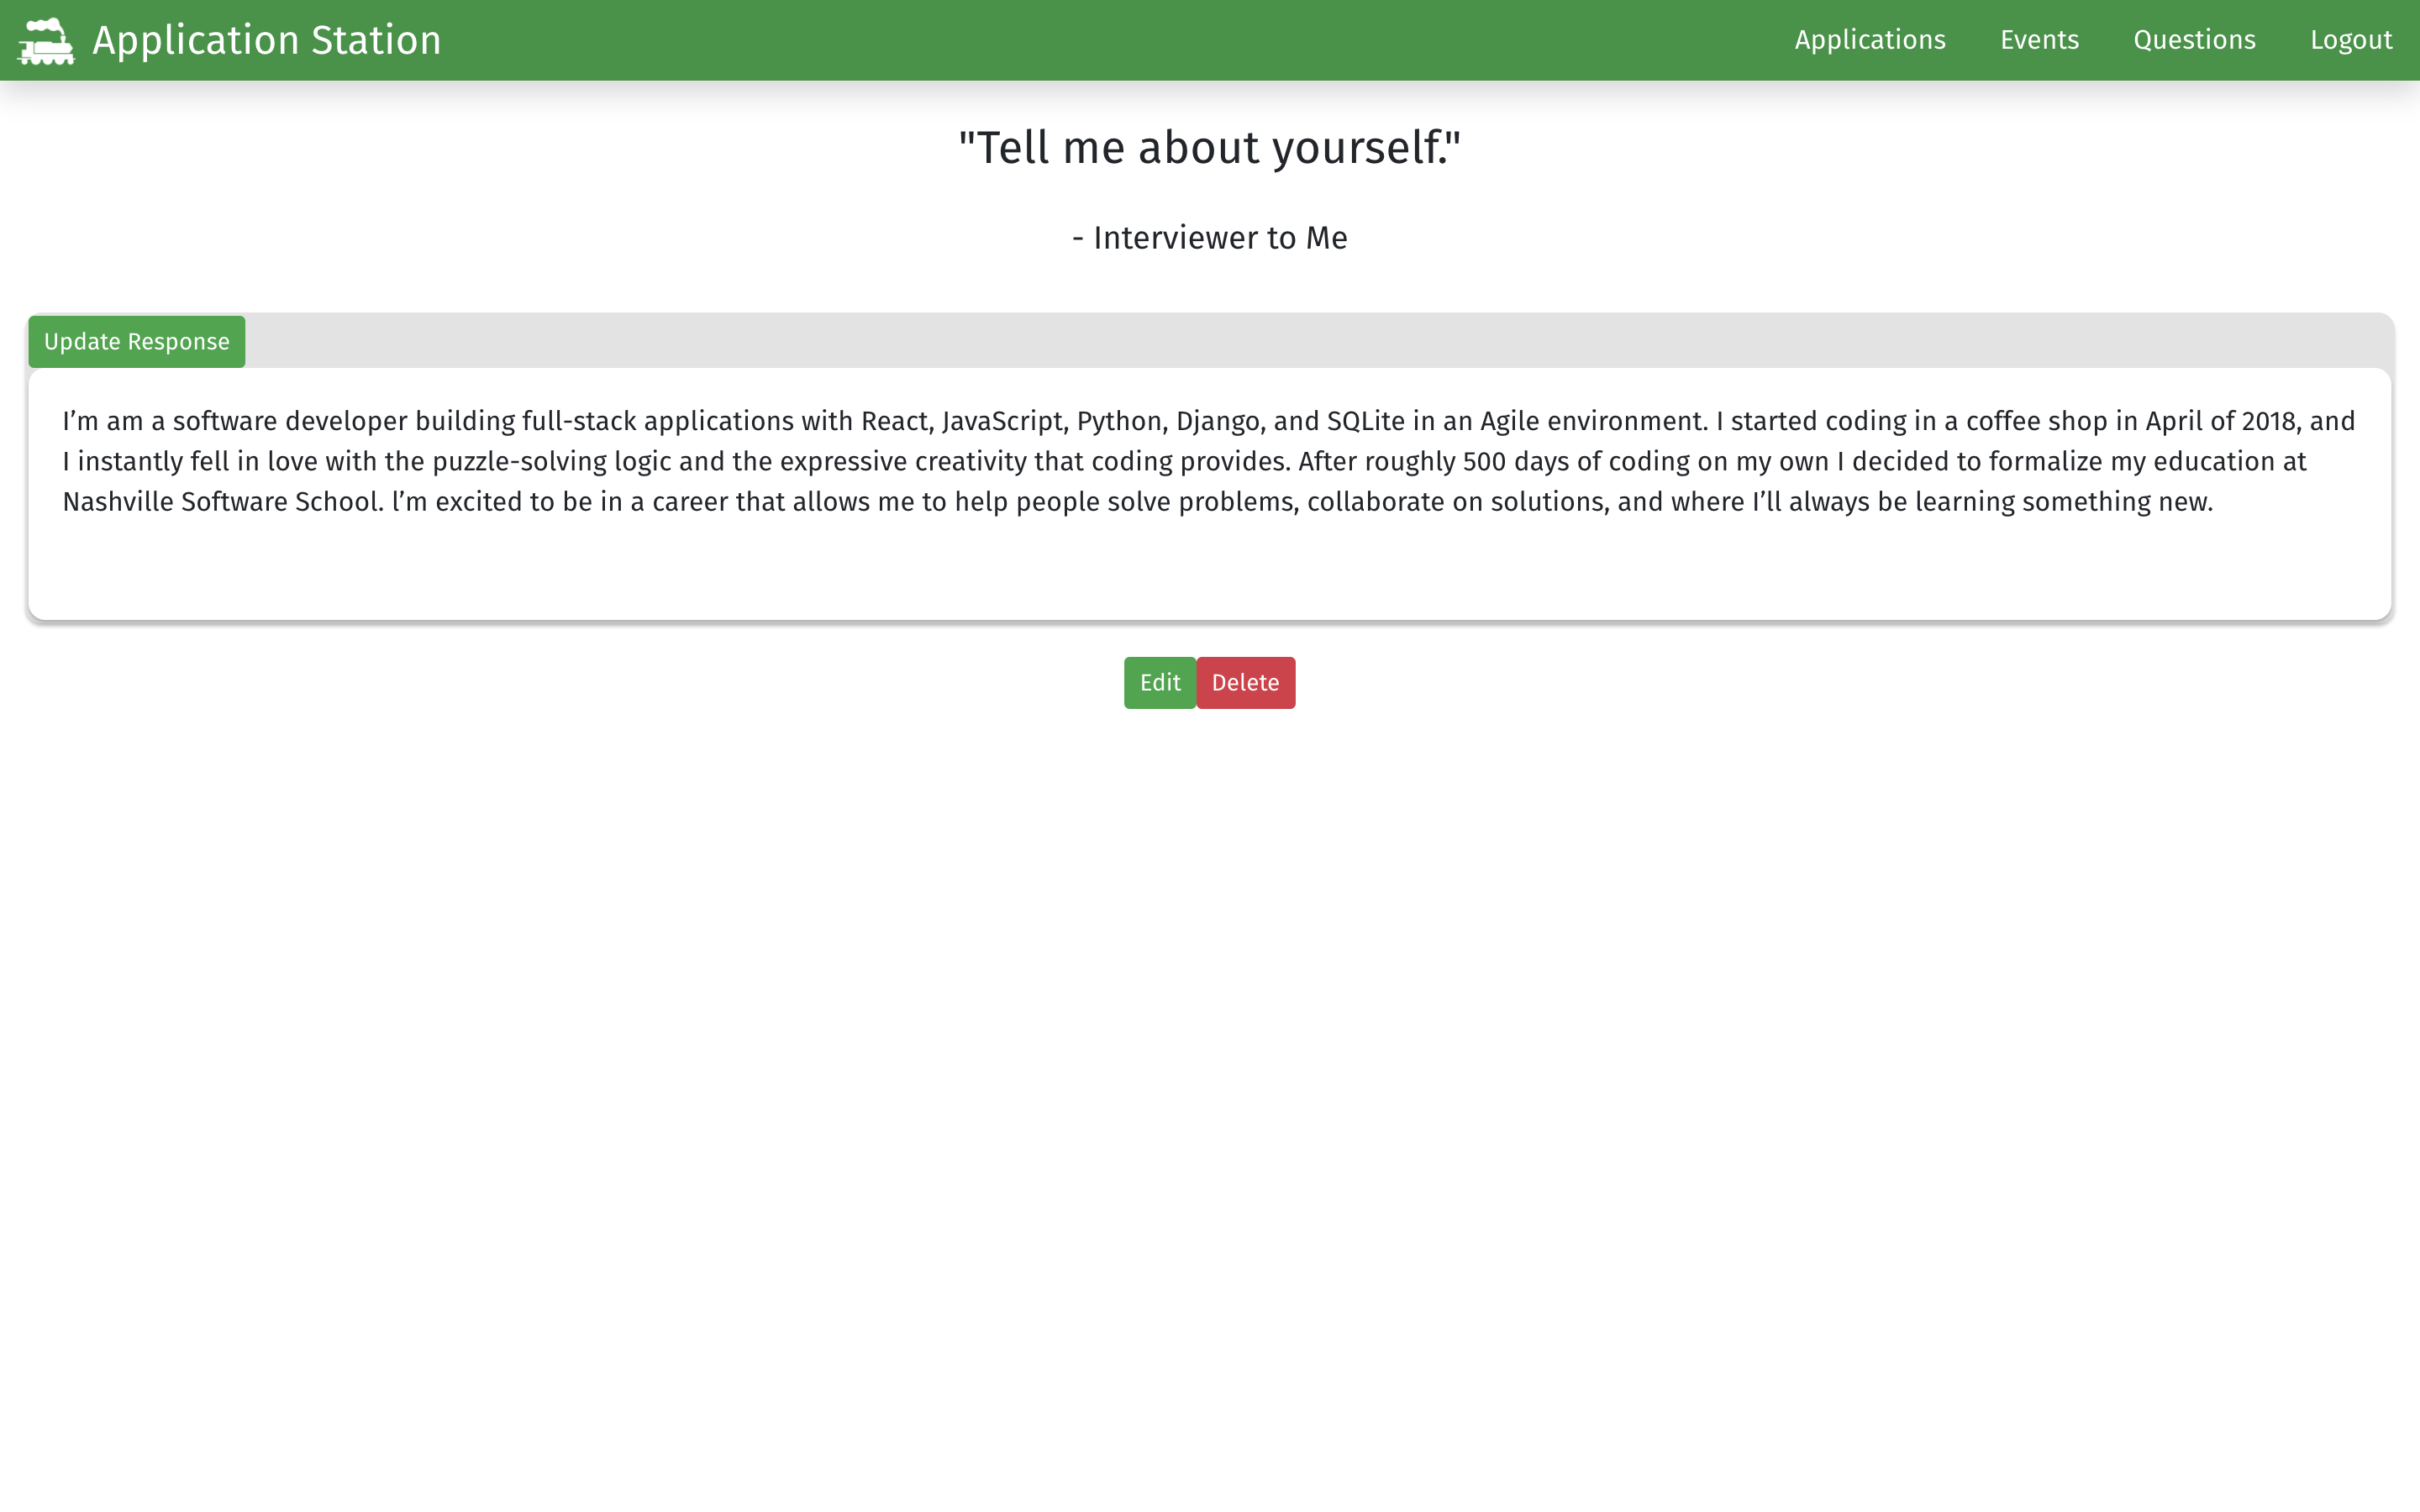 Application Station
Applications Events Questions Logout
"Tell me about yourself."
- Interviewer to Me
Update Response
I’m am a software developer building full-stack applications with React, JavaScript, Python, Django, and SQLite in an Agile environment. I started coding in a coffee shop in April of 2018, and
I instantly fell in love with the puzzle-solving logic and the expressive creativity that coding provides. After roughly 500 days of coding on my own I decided to formalize my education at
Nashville Software School. l’m excited to be in a career that allows me to help people solve problems, collaborate on solutions, and where I’ll always be learning something new.
Edit Delete